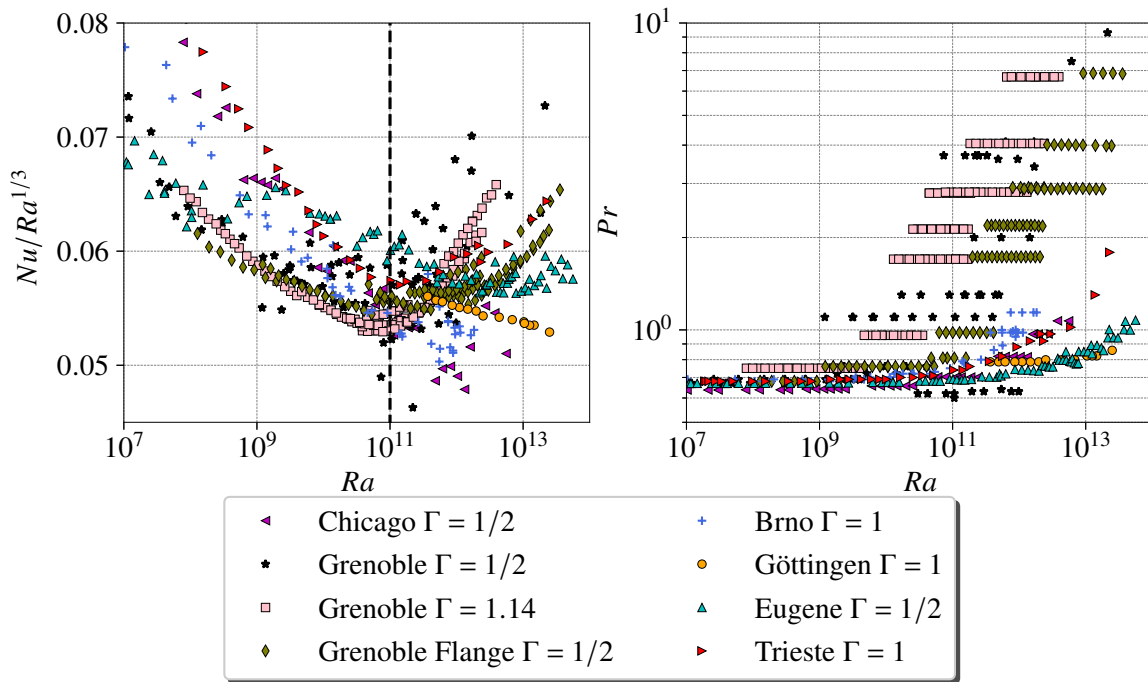 0.08
0.07
0.06
0.05
Nu/Ra^{1/3}
10^7 10^9 10^{11} 10^{13}
Ra
10^1
10^0
Pr
10^7 10^9 10^{11} 10^{13}
Ra
Chicago Γ = 1/2
Grenoble Γ = 1/2
Grenoble Γ = 1.14
Grenoble Flange Γ = 1/2
Brno Γ = 1
Göttingen Γ = 1
Eugene Γ = 1/2
Trieste Γ = 1